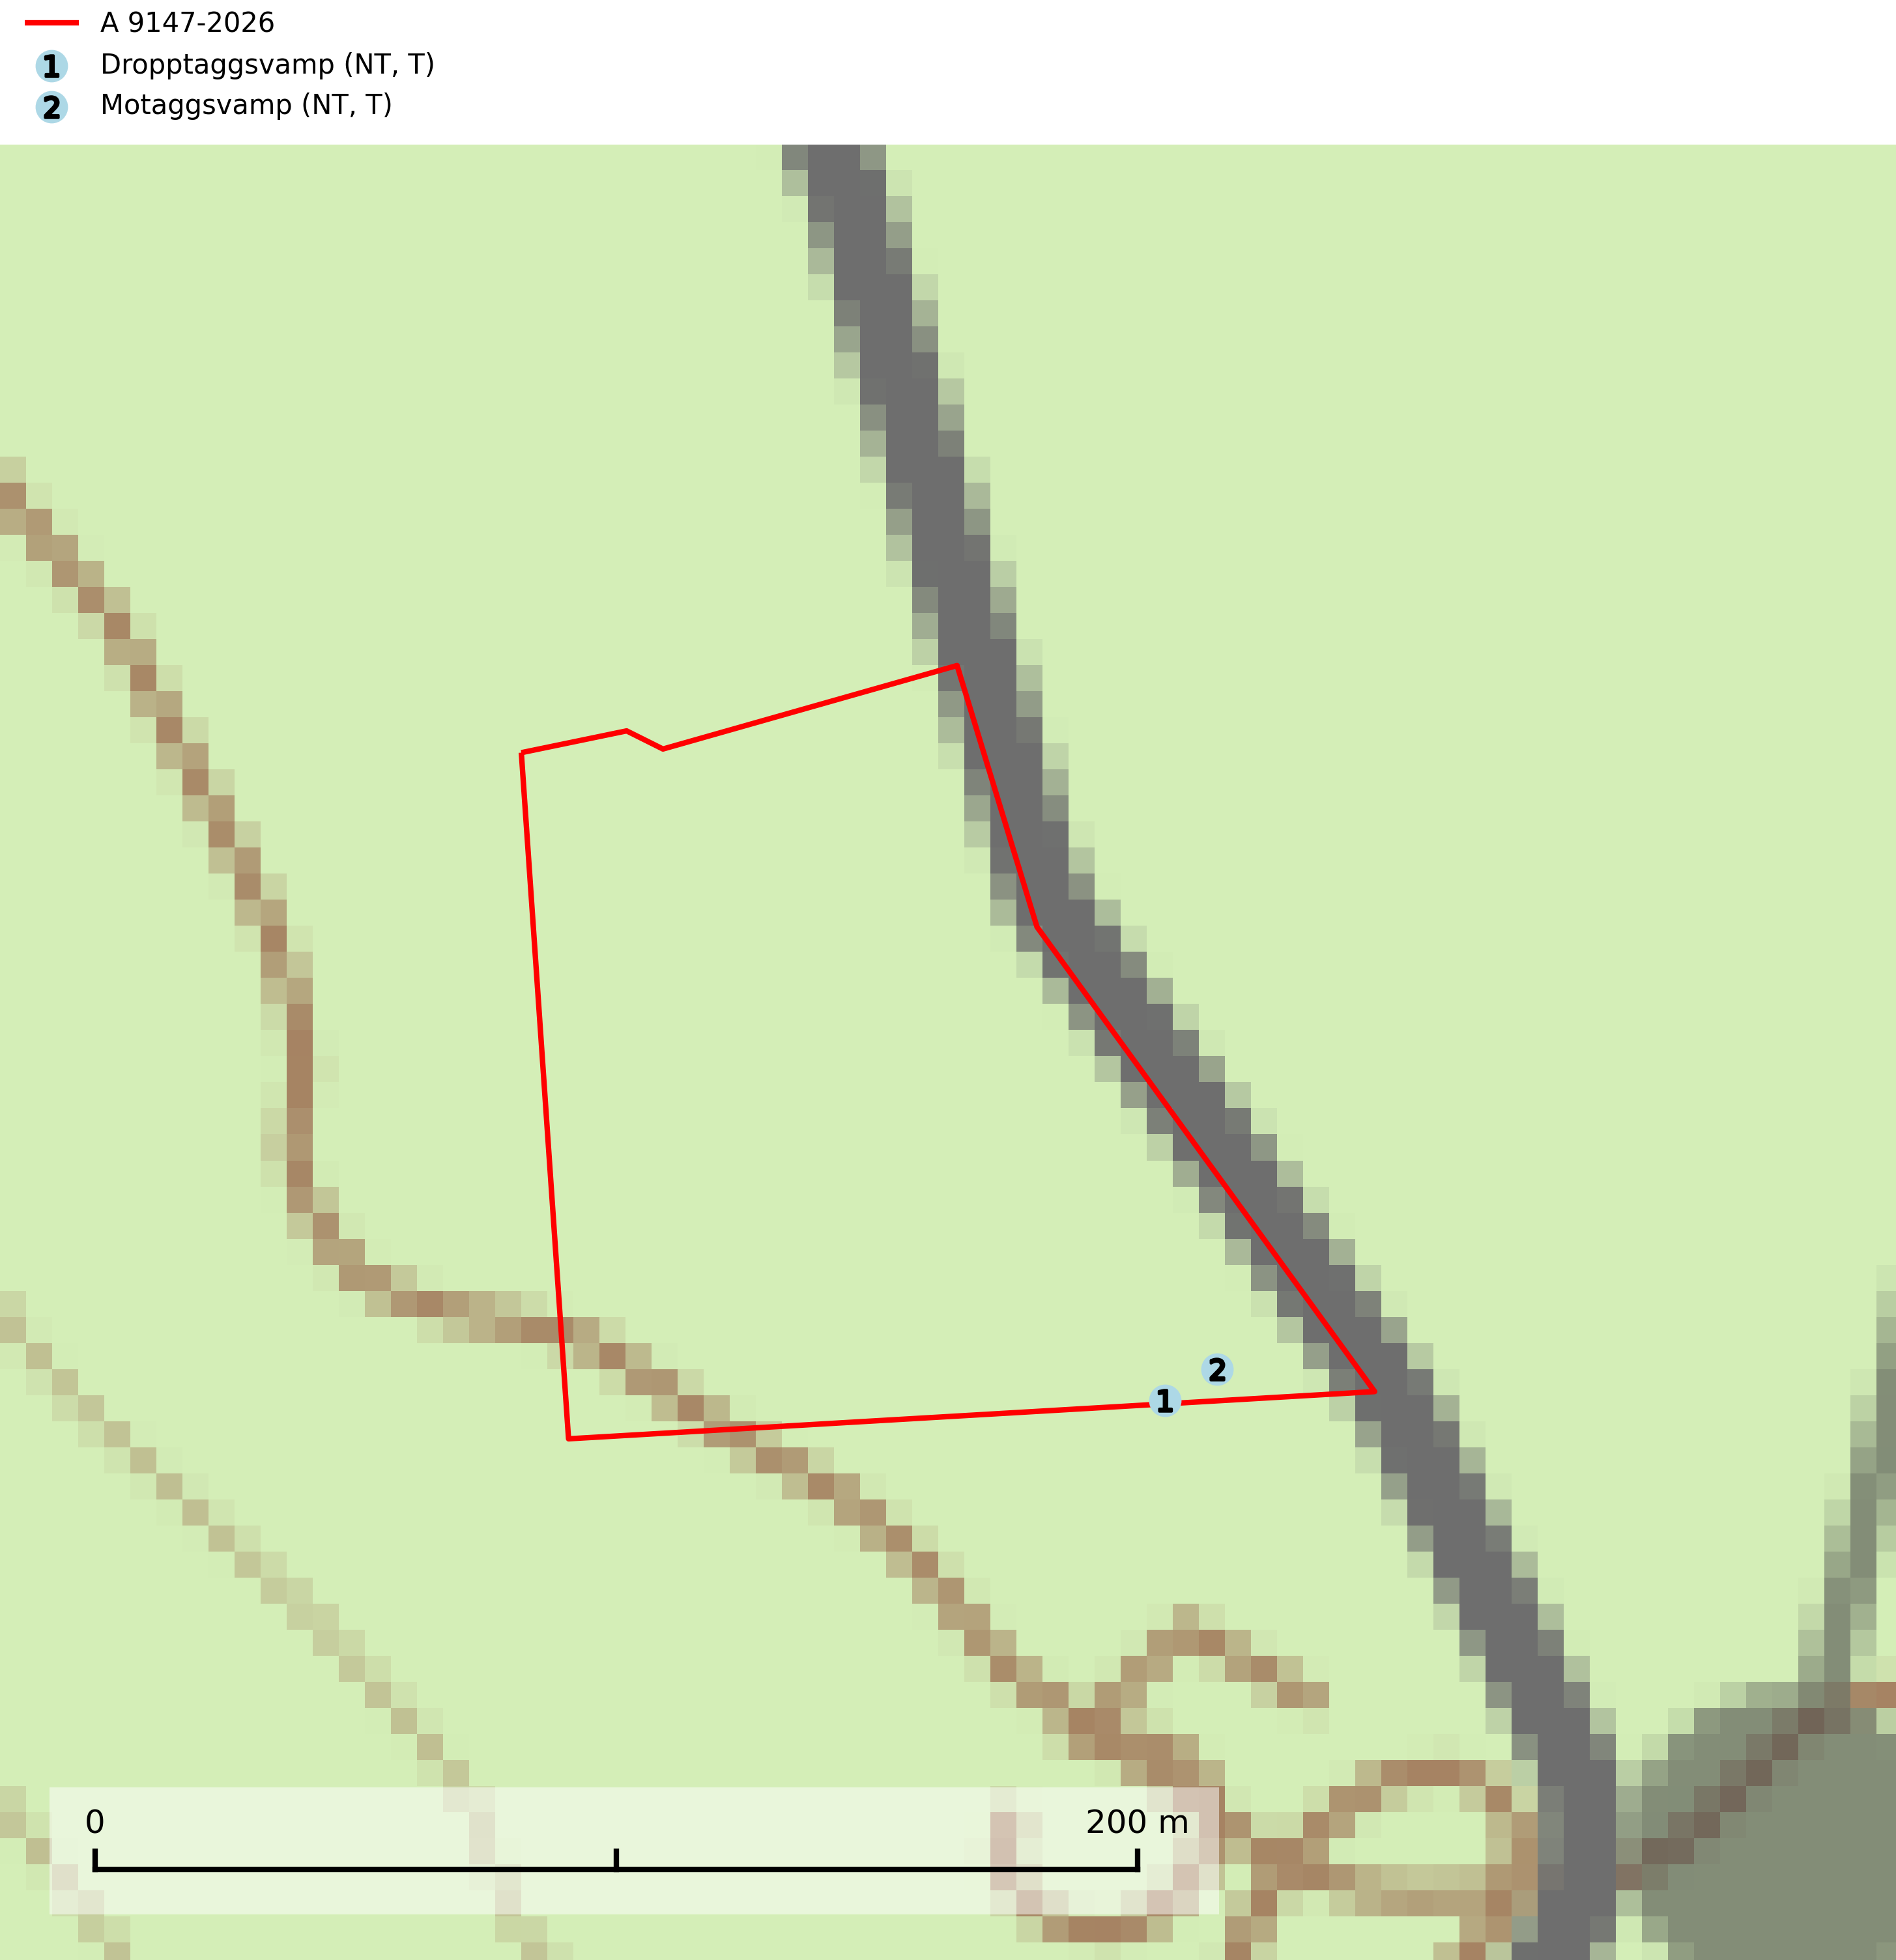 A 9147-2026
1 Dropptaggsvamp (NT, T)
2 Motaggsvamp (NT, T)
2
1
0 200 m